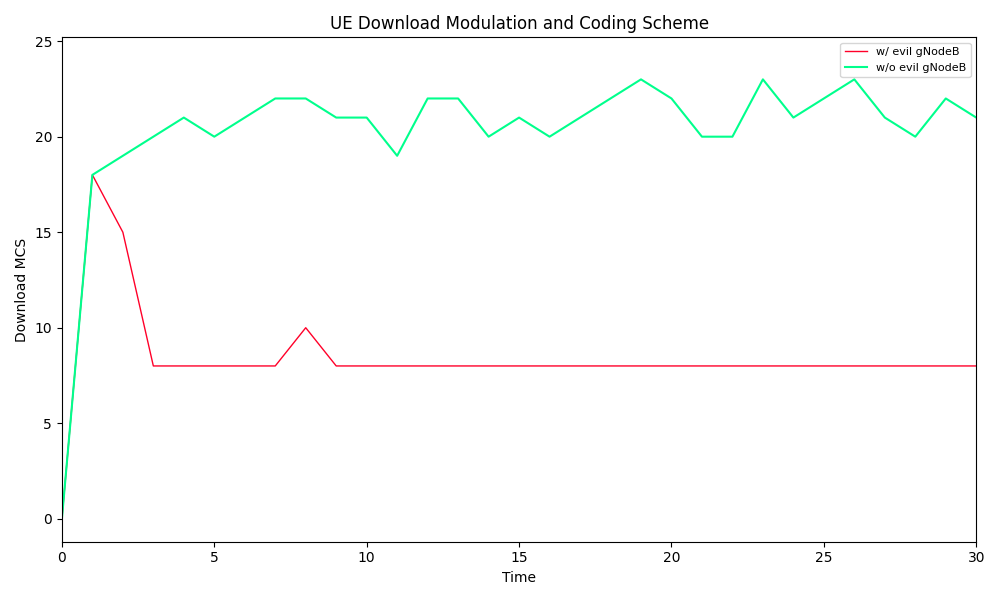 UE Download Modulation and Coding Scheme
25
w/ evil gNodeB
w/o evil gNodeB
20
15
10
5
0
Download MCS
0 5 10 15 20 25 30
Time